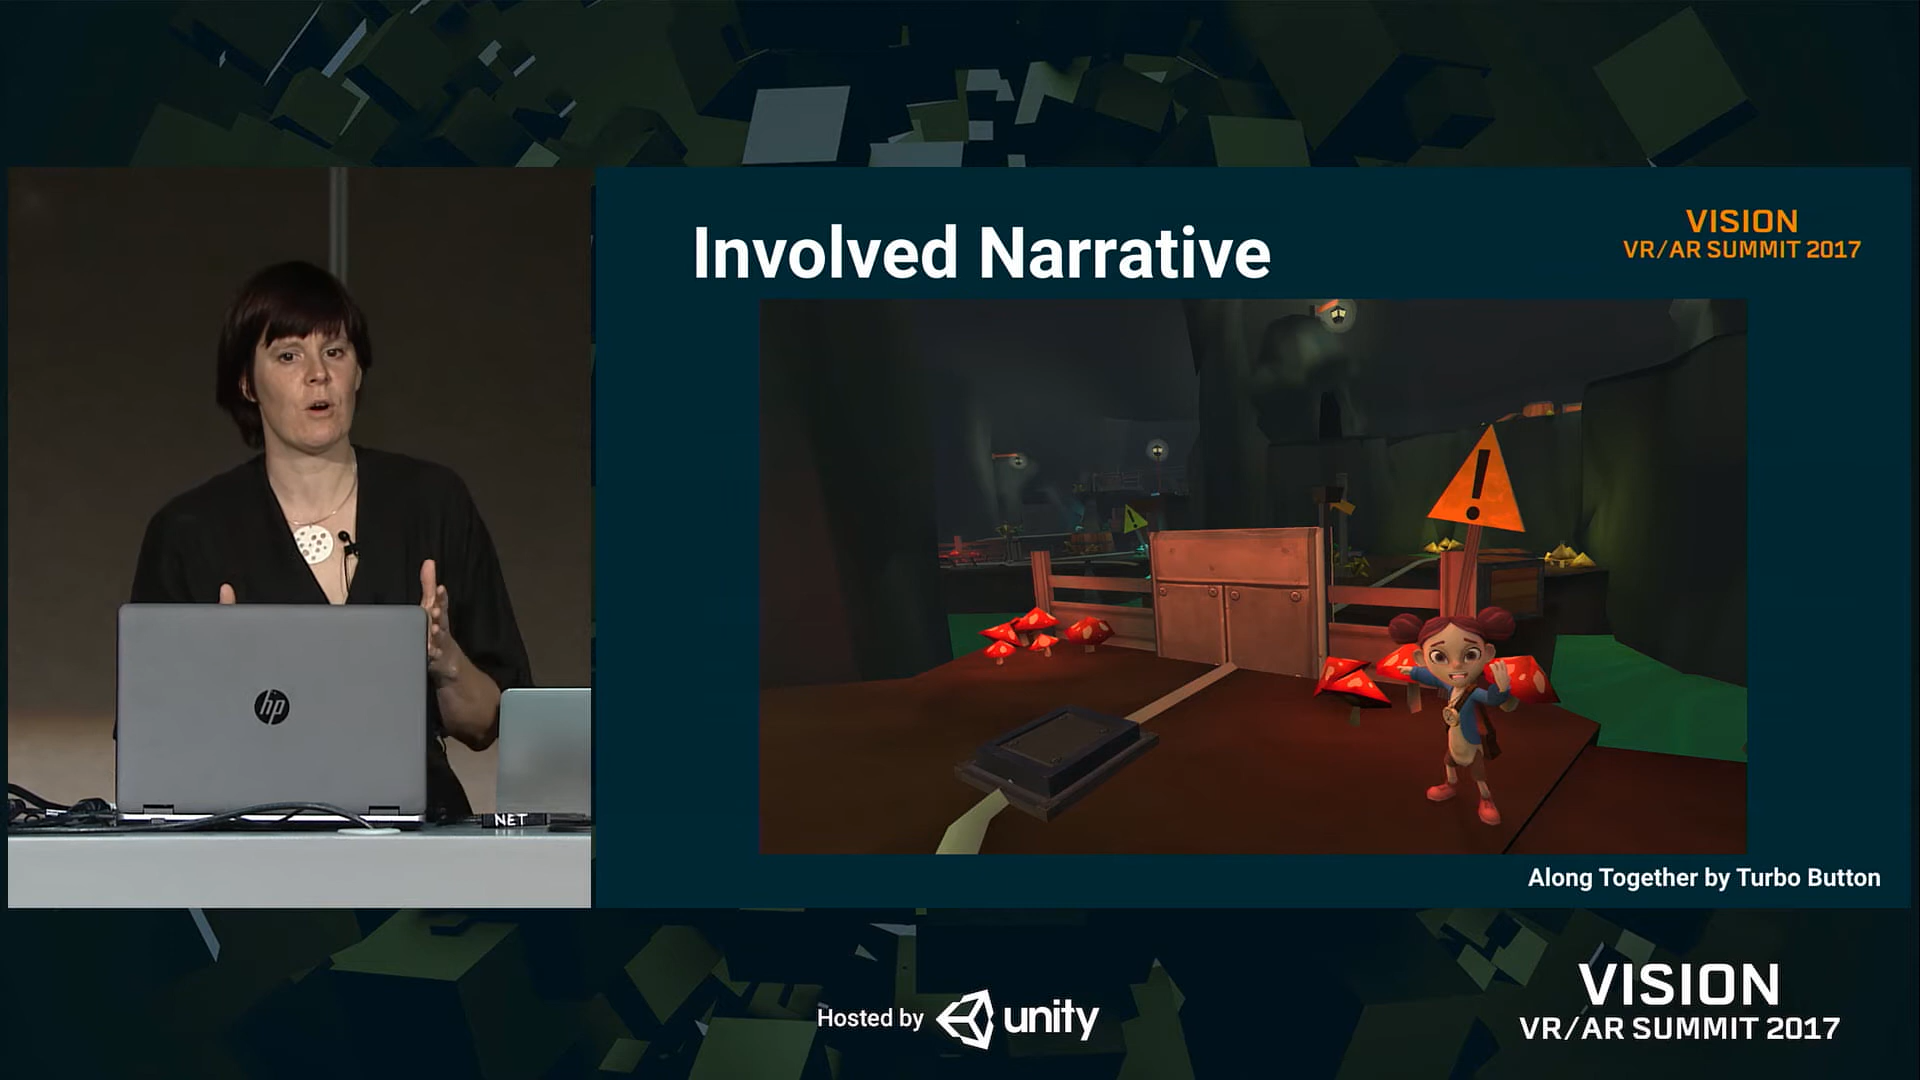 Involved Narrative
VISION
VR/AR SUMMIT 2017
!
hp
NET
Along Together by Turbo Button
Hosted by unity
VISION
VR/AR SUMMIT 2017